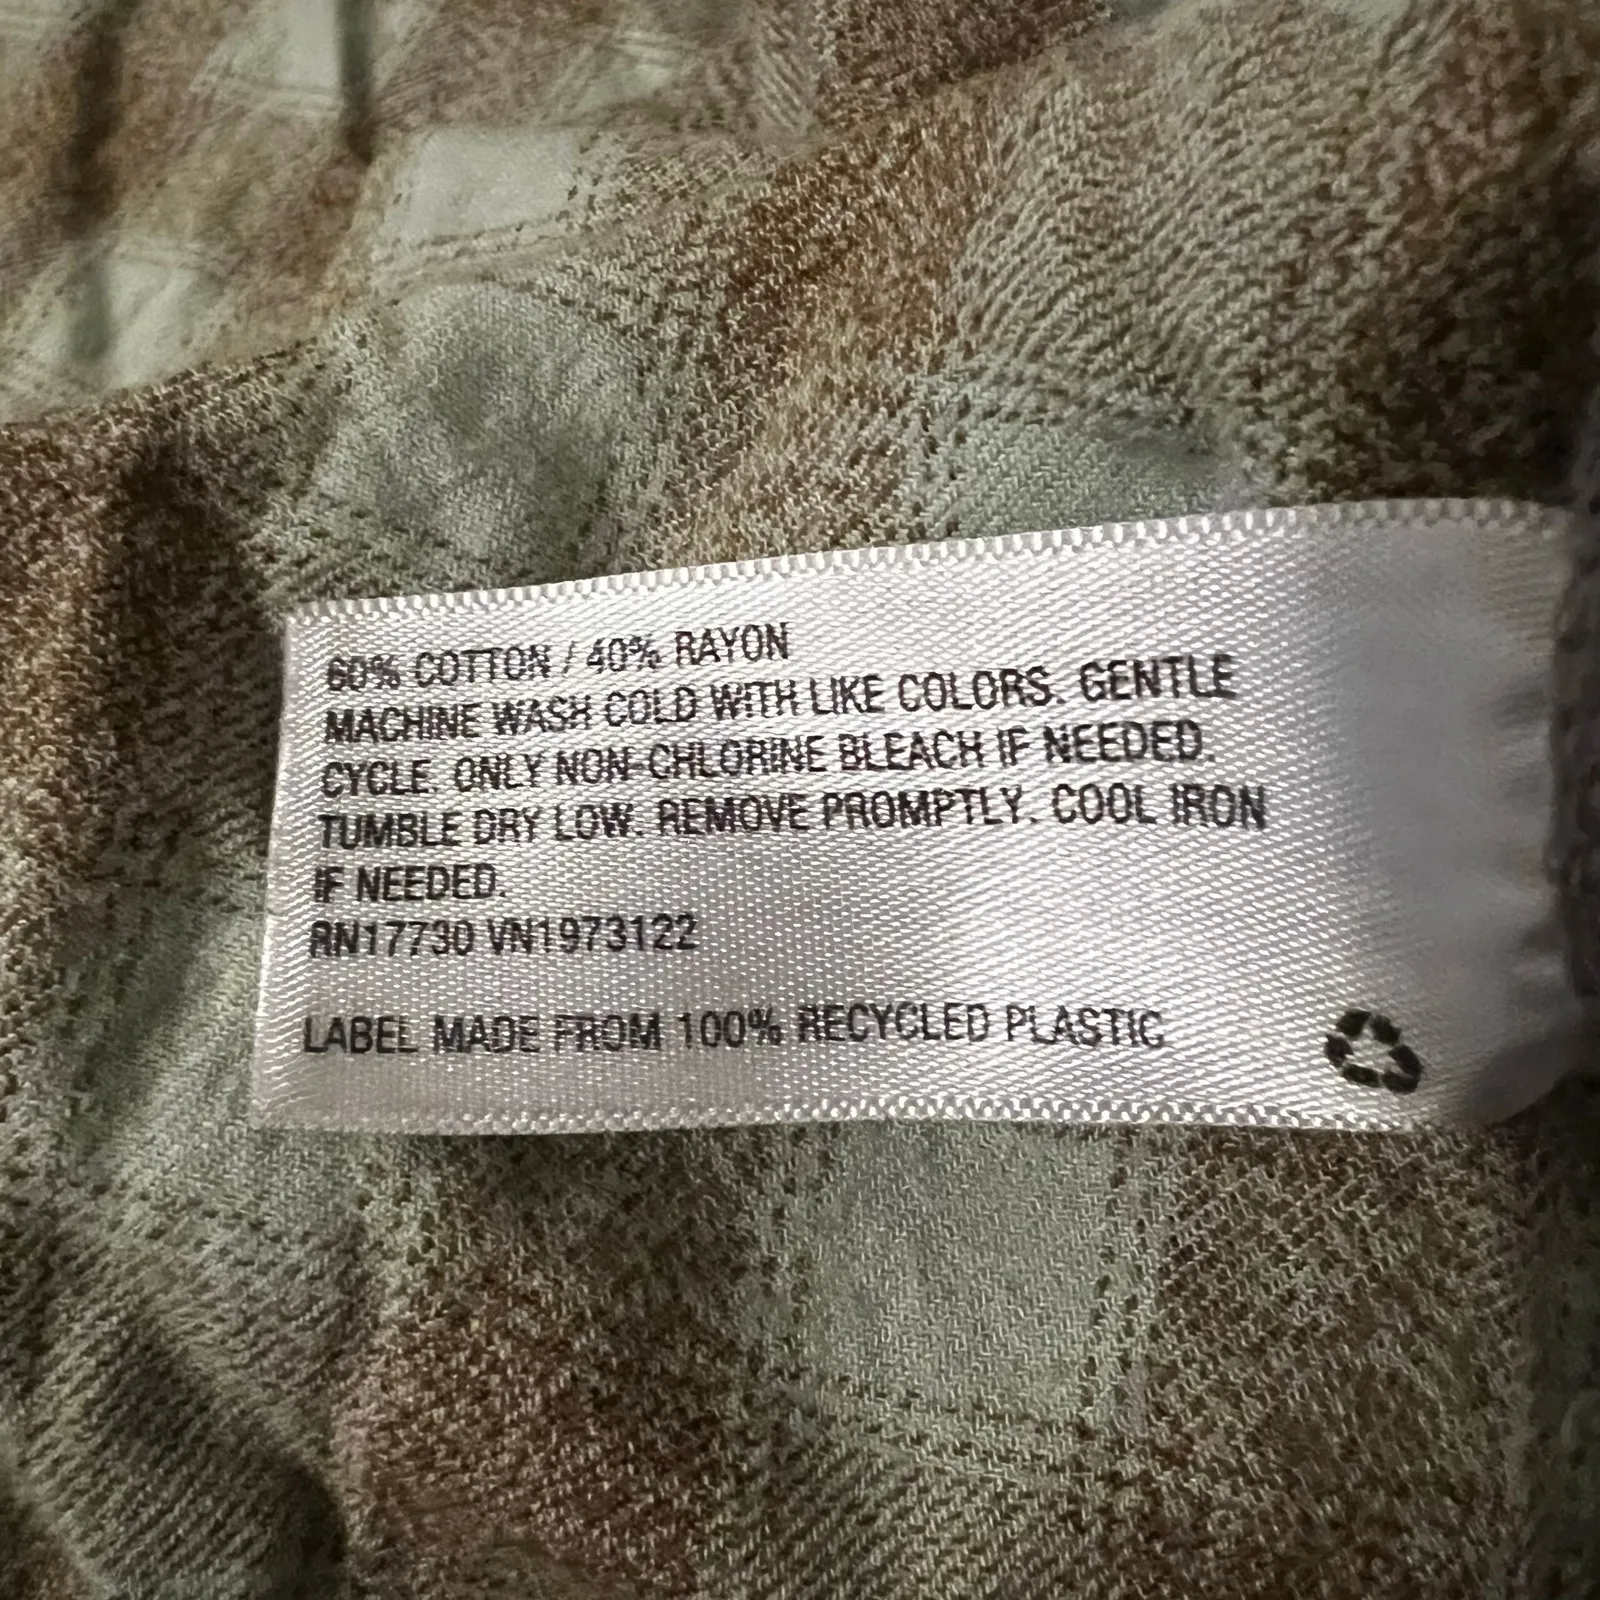 60% COTTON / 40% RAYON
MACHINE WASH COLD WITH LIKE COLORS. GENTLE
CYCLE. ONLY NON-CHLORINE BLEACH IF NEEDED.
TUMBLE DRY LOW. REMOVE PROMPTLY. COOL IRON
IF NEEDED.
RN17730 VN1973122
LABEL MADE FROM 100% RECYCLED PLASTIC